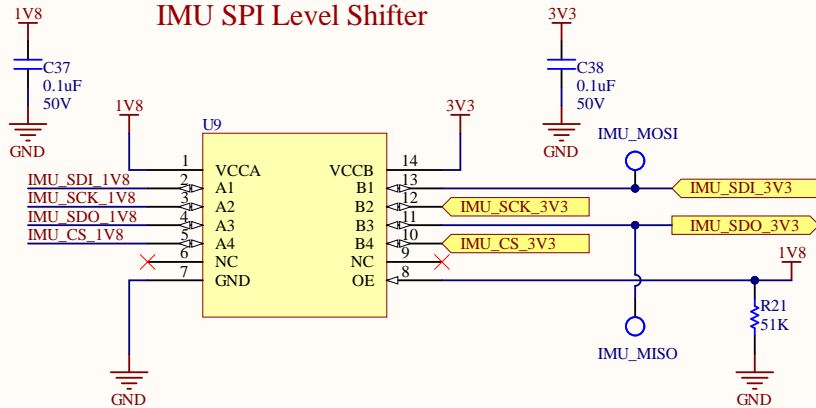 IMU SPI Level Shifter
1V8
C37
0.1uF
50V
GND
3V3
C38
0.1uF
50V
GND
1V8
3V3
U9
IMU_MOSI
1 VCCA VCCB 14
IMU_SDI_1V8 2 A1 B1 13 IMU_SDI_3V3
IMU_SCK_1V8 3 A2 B2 12 IMU_SCK_3V3
IMU_SDO_1V8 4 A3 B3 11 IMU_SDO_3V3
IMU_CS_1V8 5 A4 B4 10 IMU_CS_3V3
6 NC NC 9
7 GND OE 8
1V8
R21
51K
IMU_MISO
GND
GND